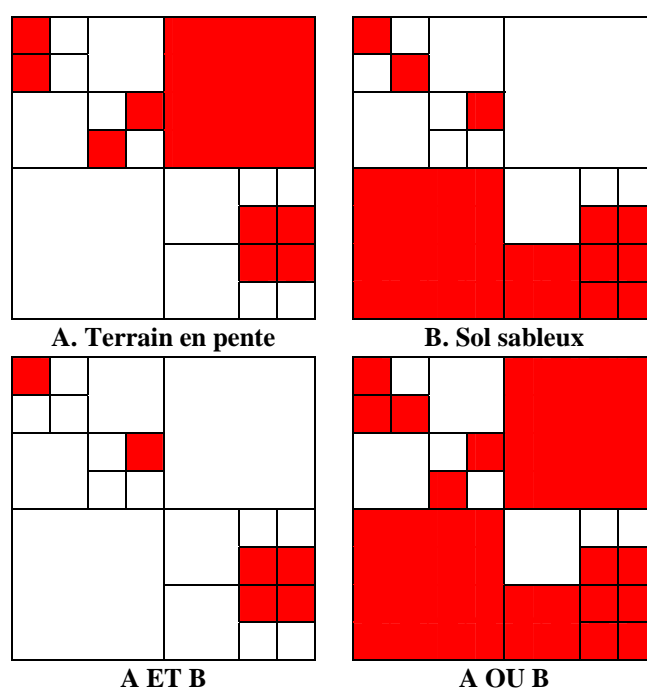 A. Terrain en pente
B. Sol sableux
A ET B
A OU B